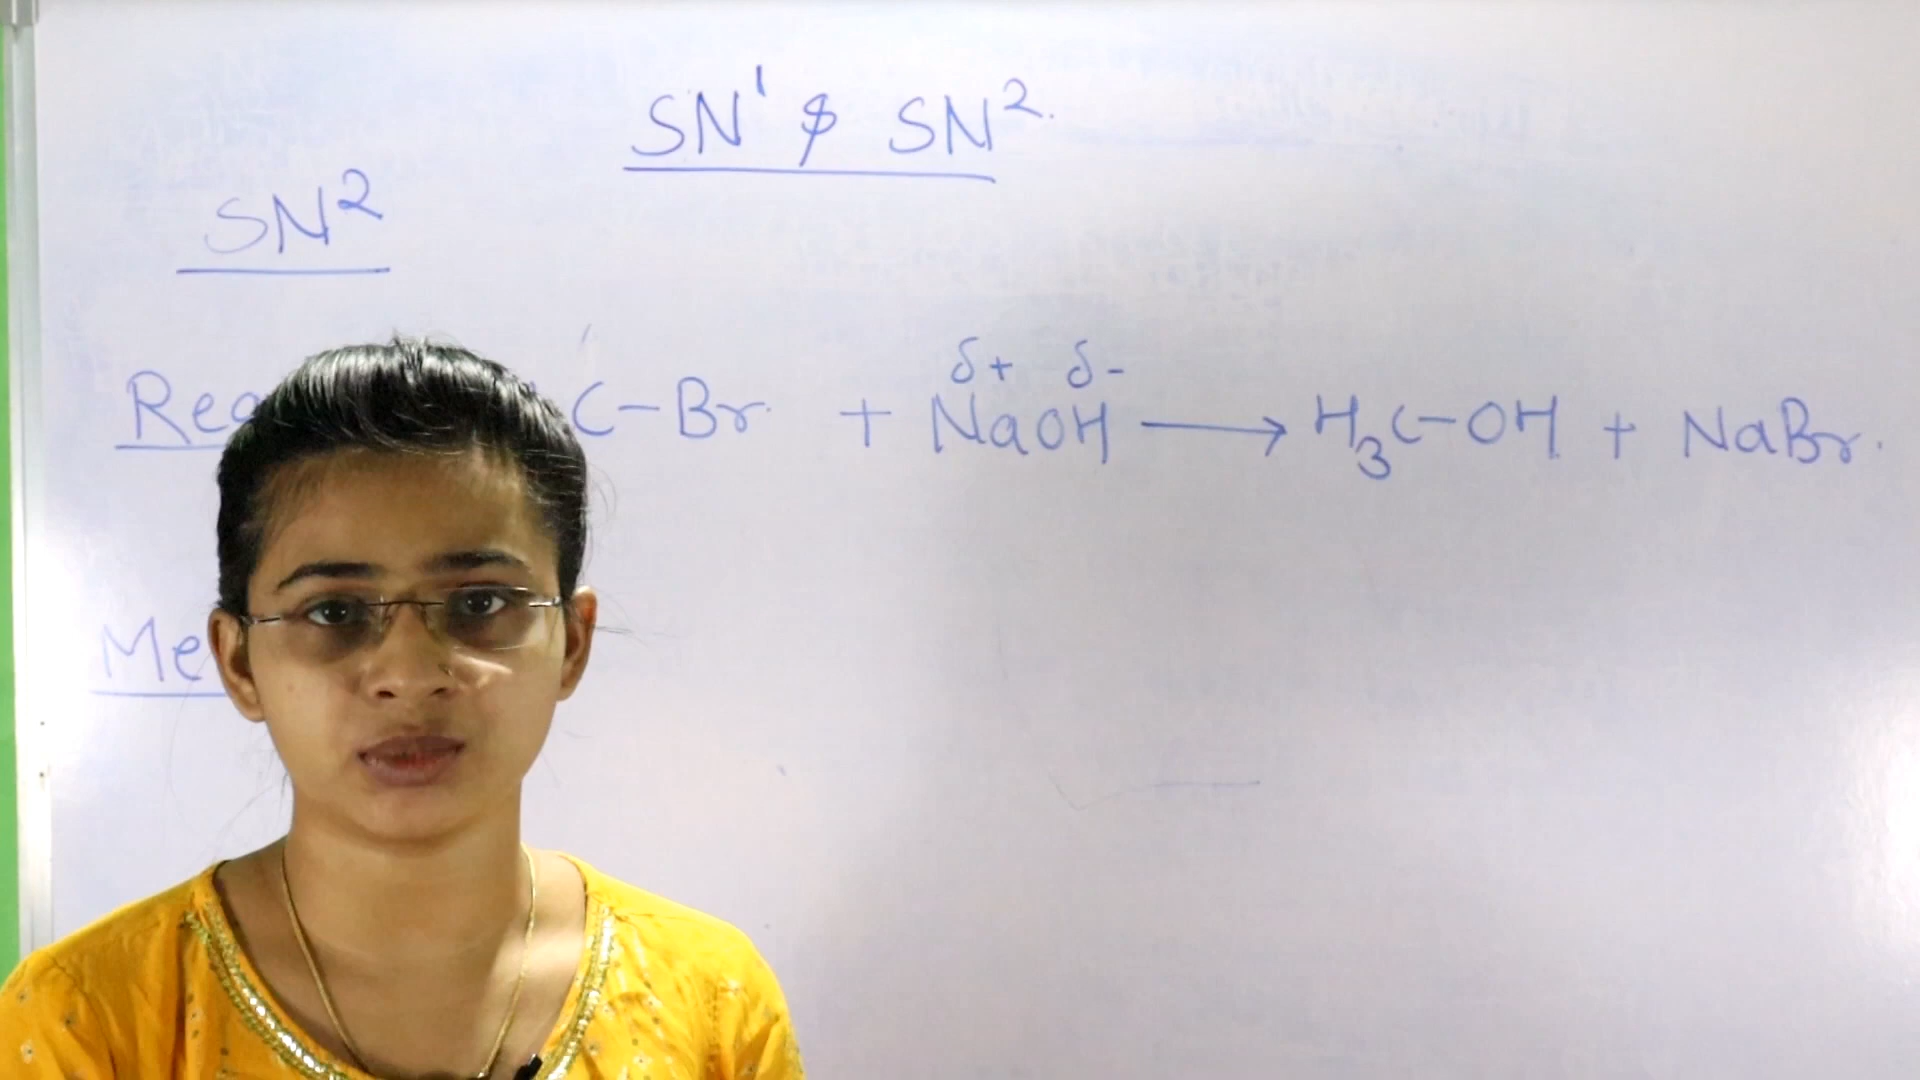 SN¹ & SN².
SN²
δ+ δ-
C-Br + NaOH ⟶ H₃C-OH + NaBr.